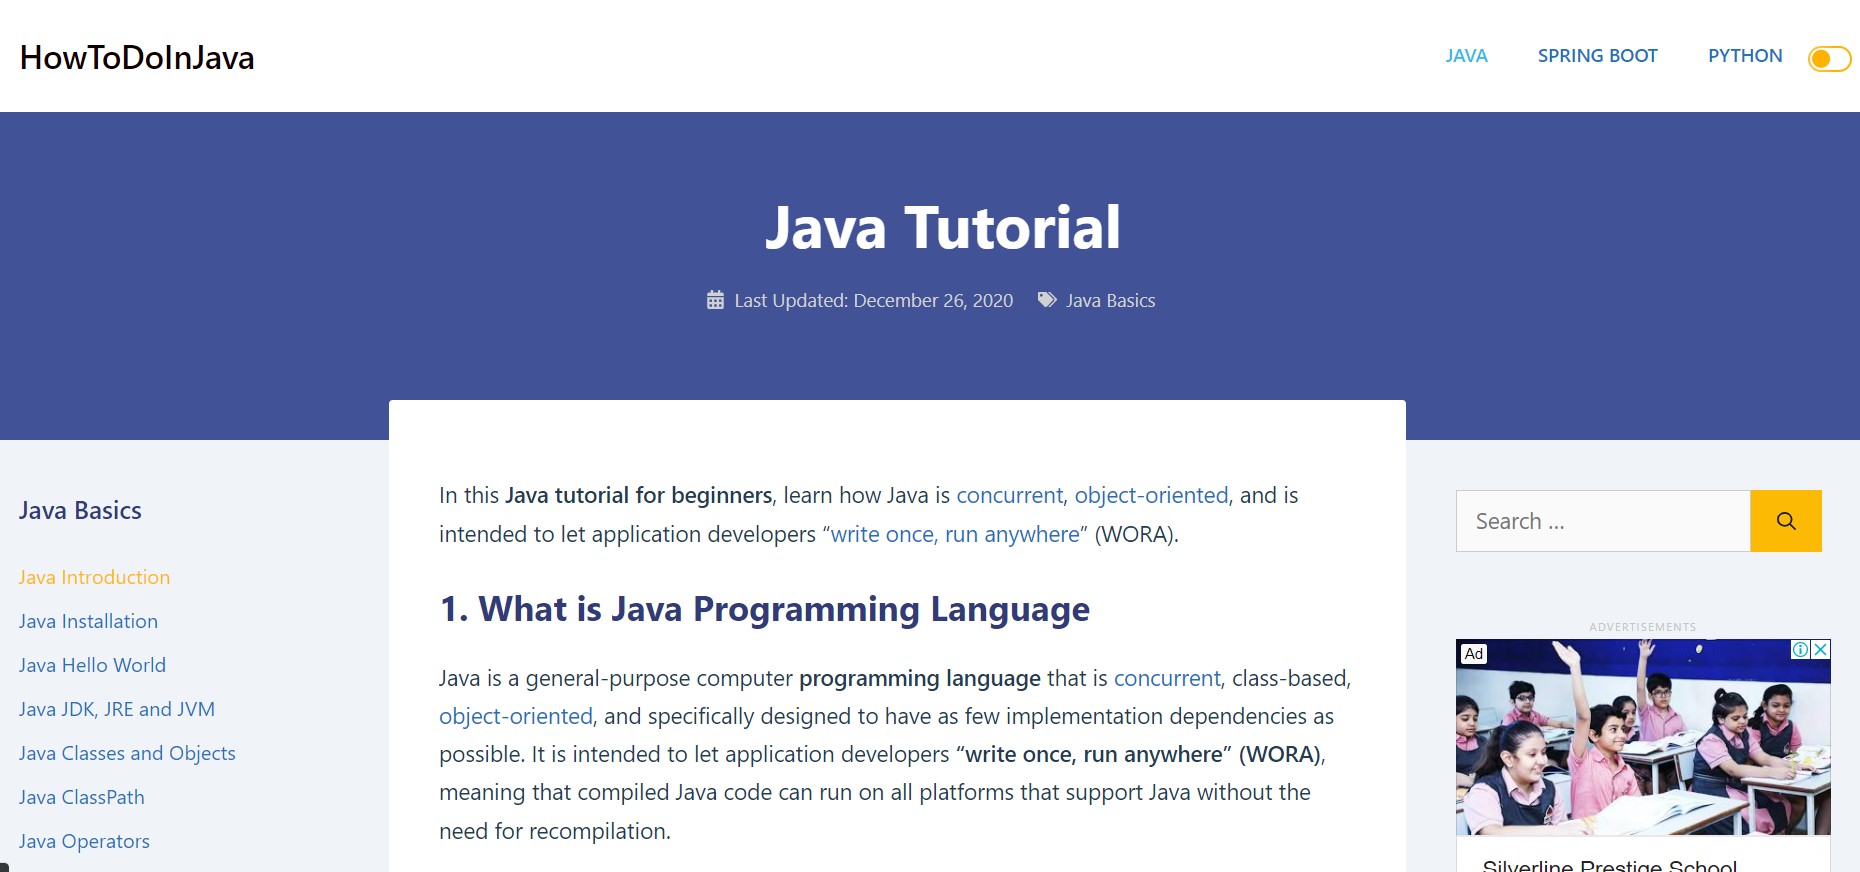 HowToDoInJava
JAVA
SPRING BOOT
PYTHON
Java Tutorial
Last Updated: December 26, 2020
Java Basics
Java Basics
Java Introduction
Java Installation
Java Hello World
Java JDK, JRE and JVM
Java Classes and Objects
Java ClassPath
Java Operators
In this Java tutorial for beginners, learn how Java is concurrent, object-oriented, and is
intended to let application developers “write once, run anywhere” (WORA).
1. What is Java Programming Language
Java is a general-purpose computer programming language that is concurrent, class-based,
object-oriented, and specifically designed to have as few implementation dependencies as
possible. It is intended to let application developers “write once, run anywhere” (WORA),
meaning that compiled Java code can run on all platforms that support Java without the
need for recompilation.
Search ...
ADVERTISEMENTS
Ad
Silverline Prestige School